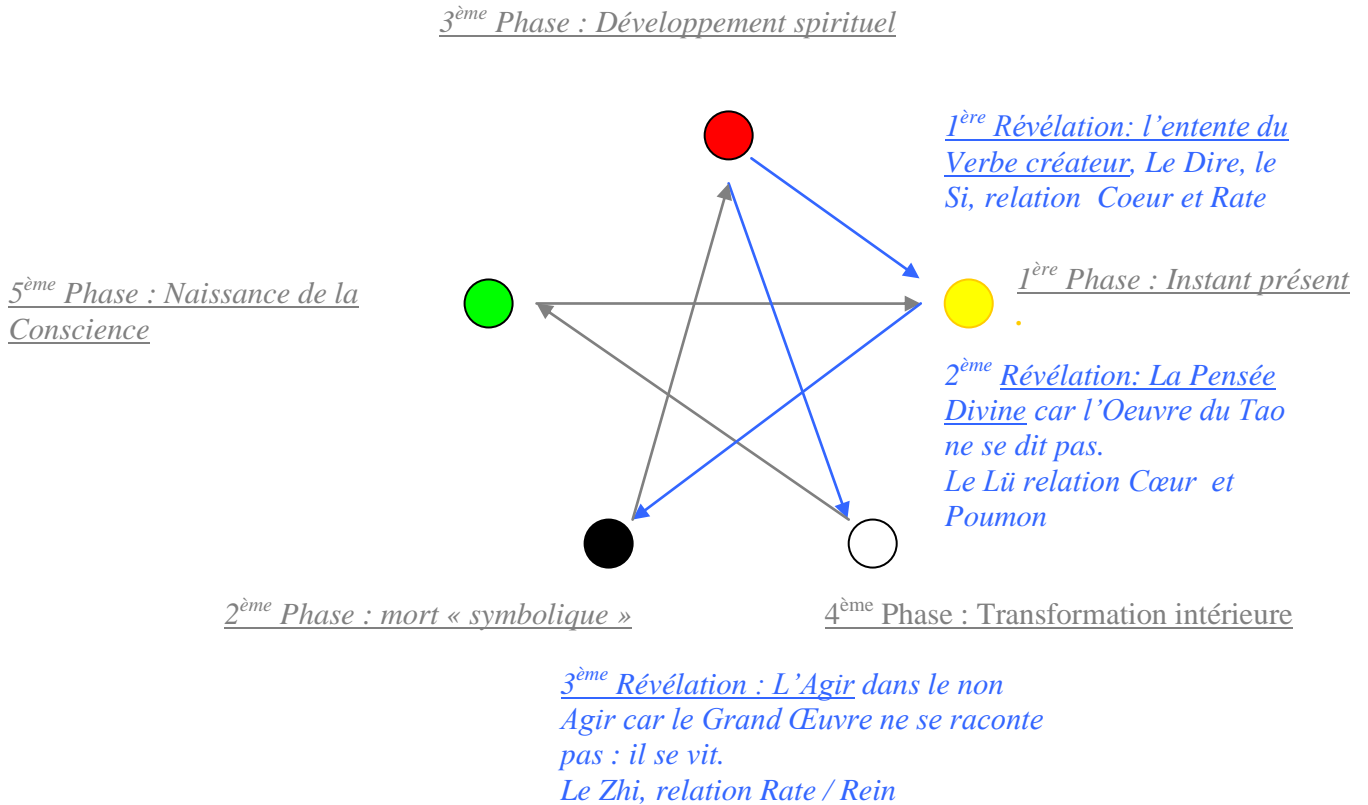 3ème Phase : Développement spirituel
1ère Révélation: l’entente du
Verbe créateur, Le Dire, le
Si, relation  Coeur et Rate
5ème Phase : Naissance de la
Conscience
1ère Phase : Instant présent
.
2ème Révélation: La Pensée
Divine car l’Oeuvre du Tao
ne se dit pas.
Le Lü relation Cœur  et
Poumon
2ème Phase : mort « symbolique »
4ème Phase : Transformation intérieure
3ème Révélation : L’Agir dans le non
Agir car le Grand Œuvre ne se raconte
pas : il se vit.
Le Zhi, relation Rate / Rein